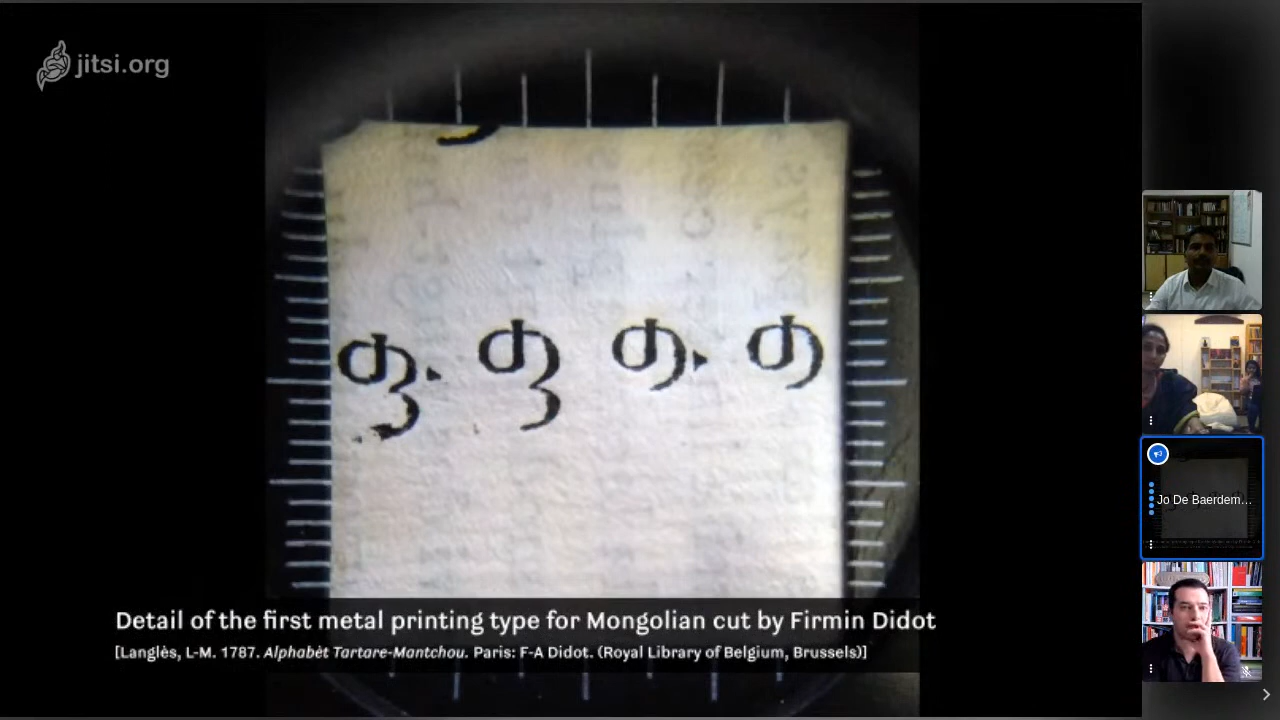 jitsi.org
Detail of the first metal printing type for Mongolian cut by Firmin Didot
[Langlès, L-M. 1787. Alphabèt Tartare-Mantchou. Paris: F-A Didot. (Royal Library of Belgium, Brussels)]
Jo De Baerdem...